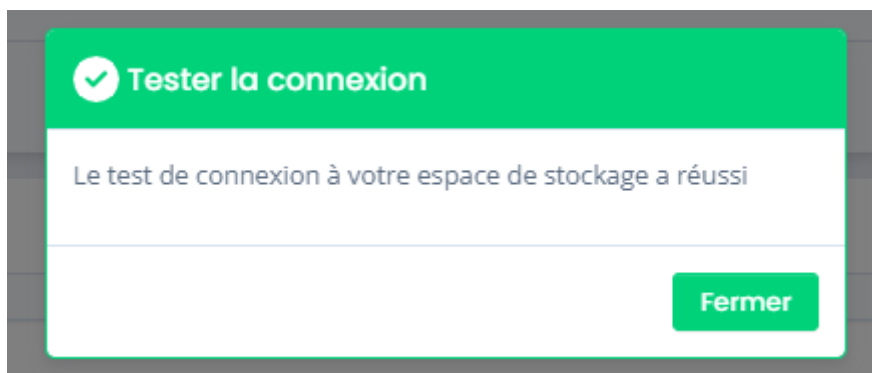 Tester la connexion
Le test de connexion à votre espace de stockage a réussi
Fermer